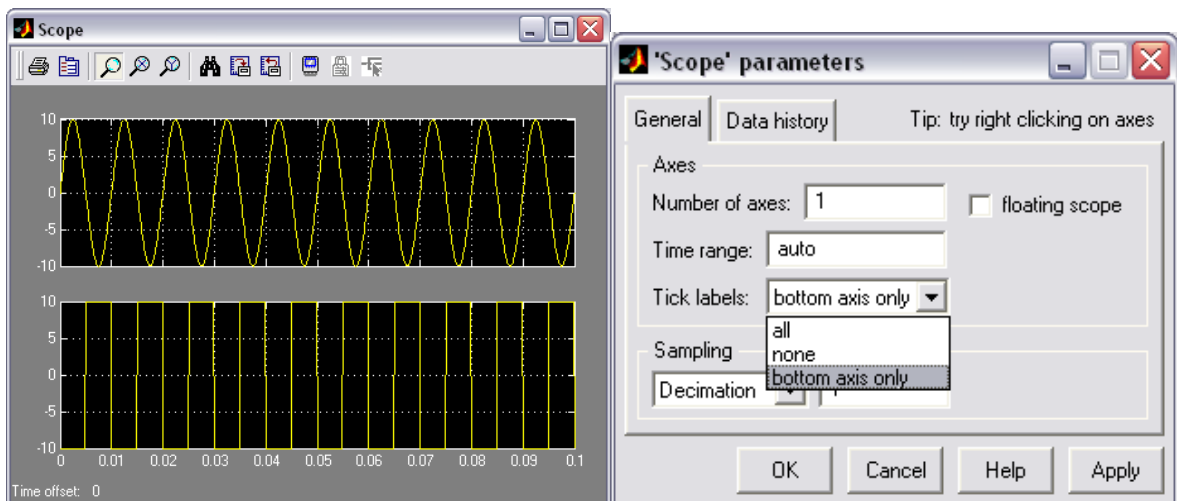 Scope
10
5
0
-5
-10
10
5
0
-5
-10
0 0.01 0.02 0.03 0.04 0.05 0.06 0.07 0.08 0.09 0.1
Time offset: 0
'Scope' parameters
General Data history Tip: try right clicking on axes
Axes
Number of axes: 1 floating scope
Time range: auto
Tick labels: bottom axis only
all
none
bottom axis only
Sampling
Decimation
OK Cancel Help Apply